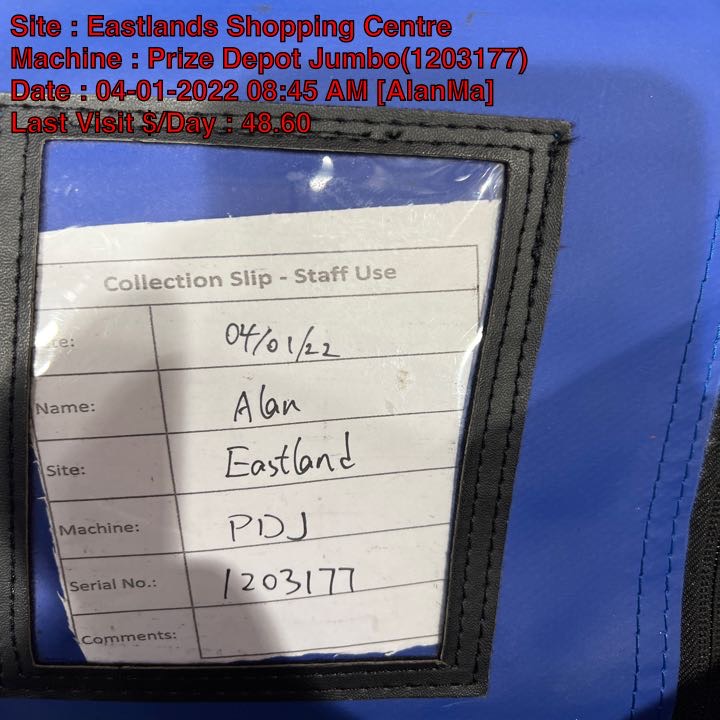 Site : Eastlands Shopping Centre
Machine : Prize Depot Jumbo(1203177)
Date : 04-01-2022 08:45 AM [AlanMa]
Last Visit $/Day : 48.60
Collection Slip - Staff Use
te: 04/01/22
Name: Alan
Site: Eastland
Machine: PDJ
Serial No.: 1203177
Comments: